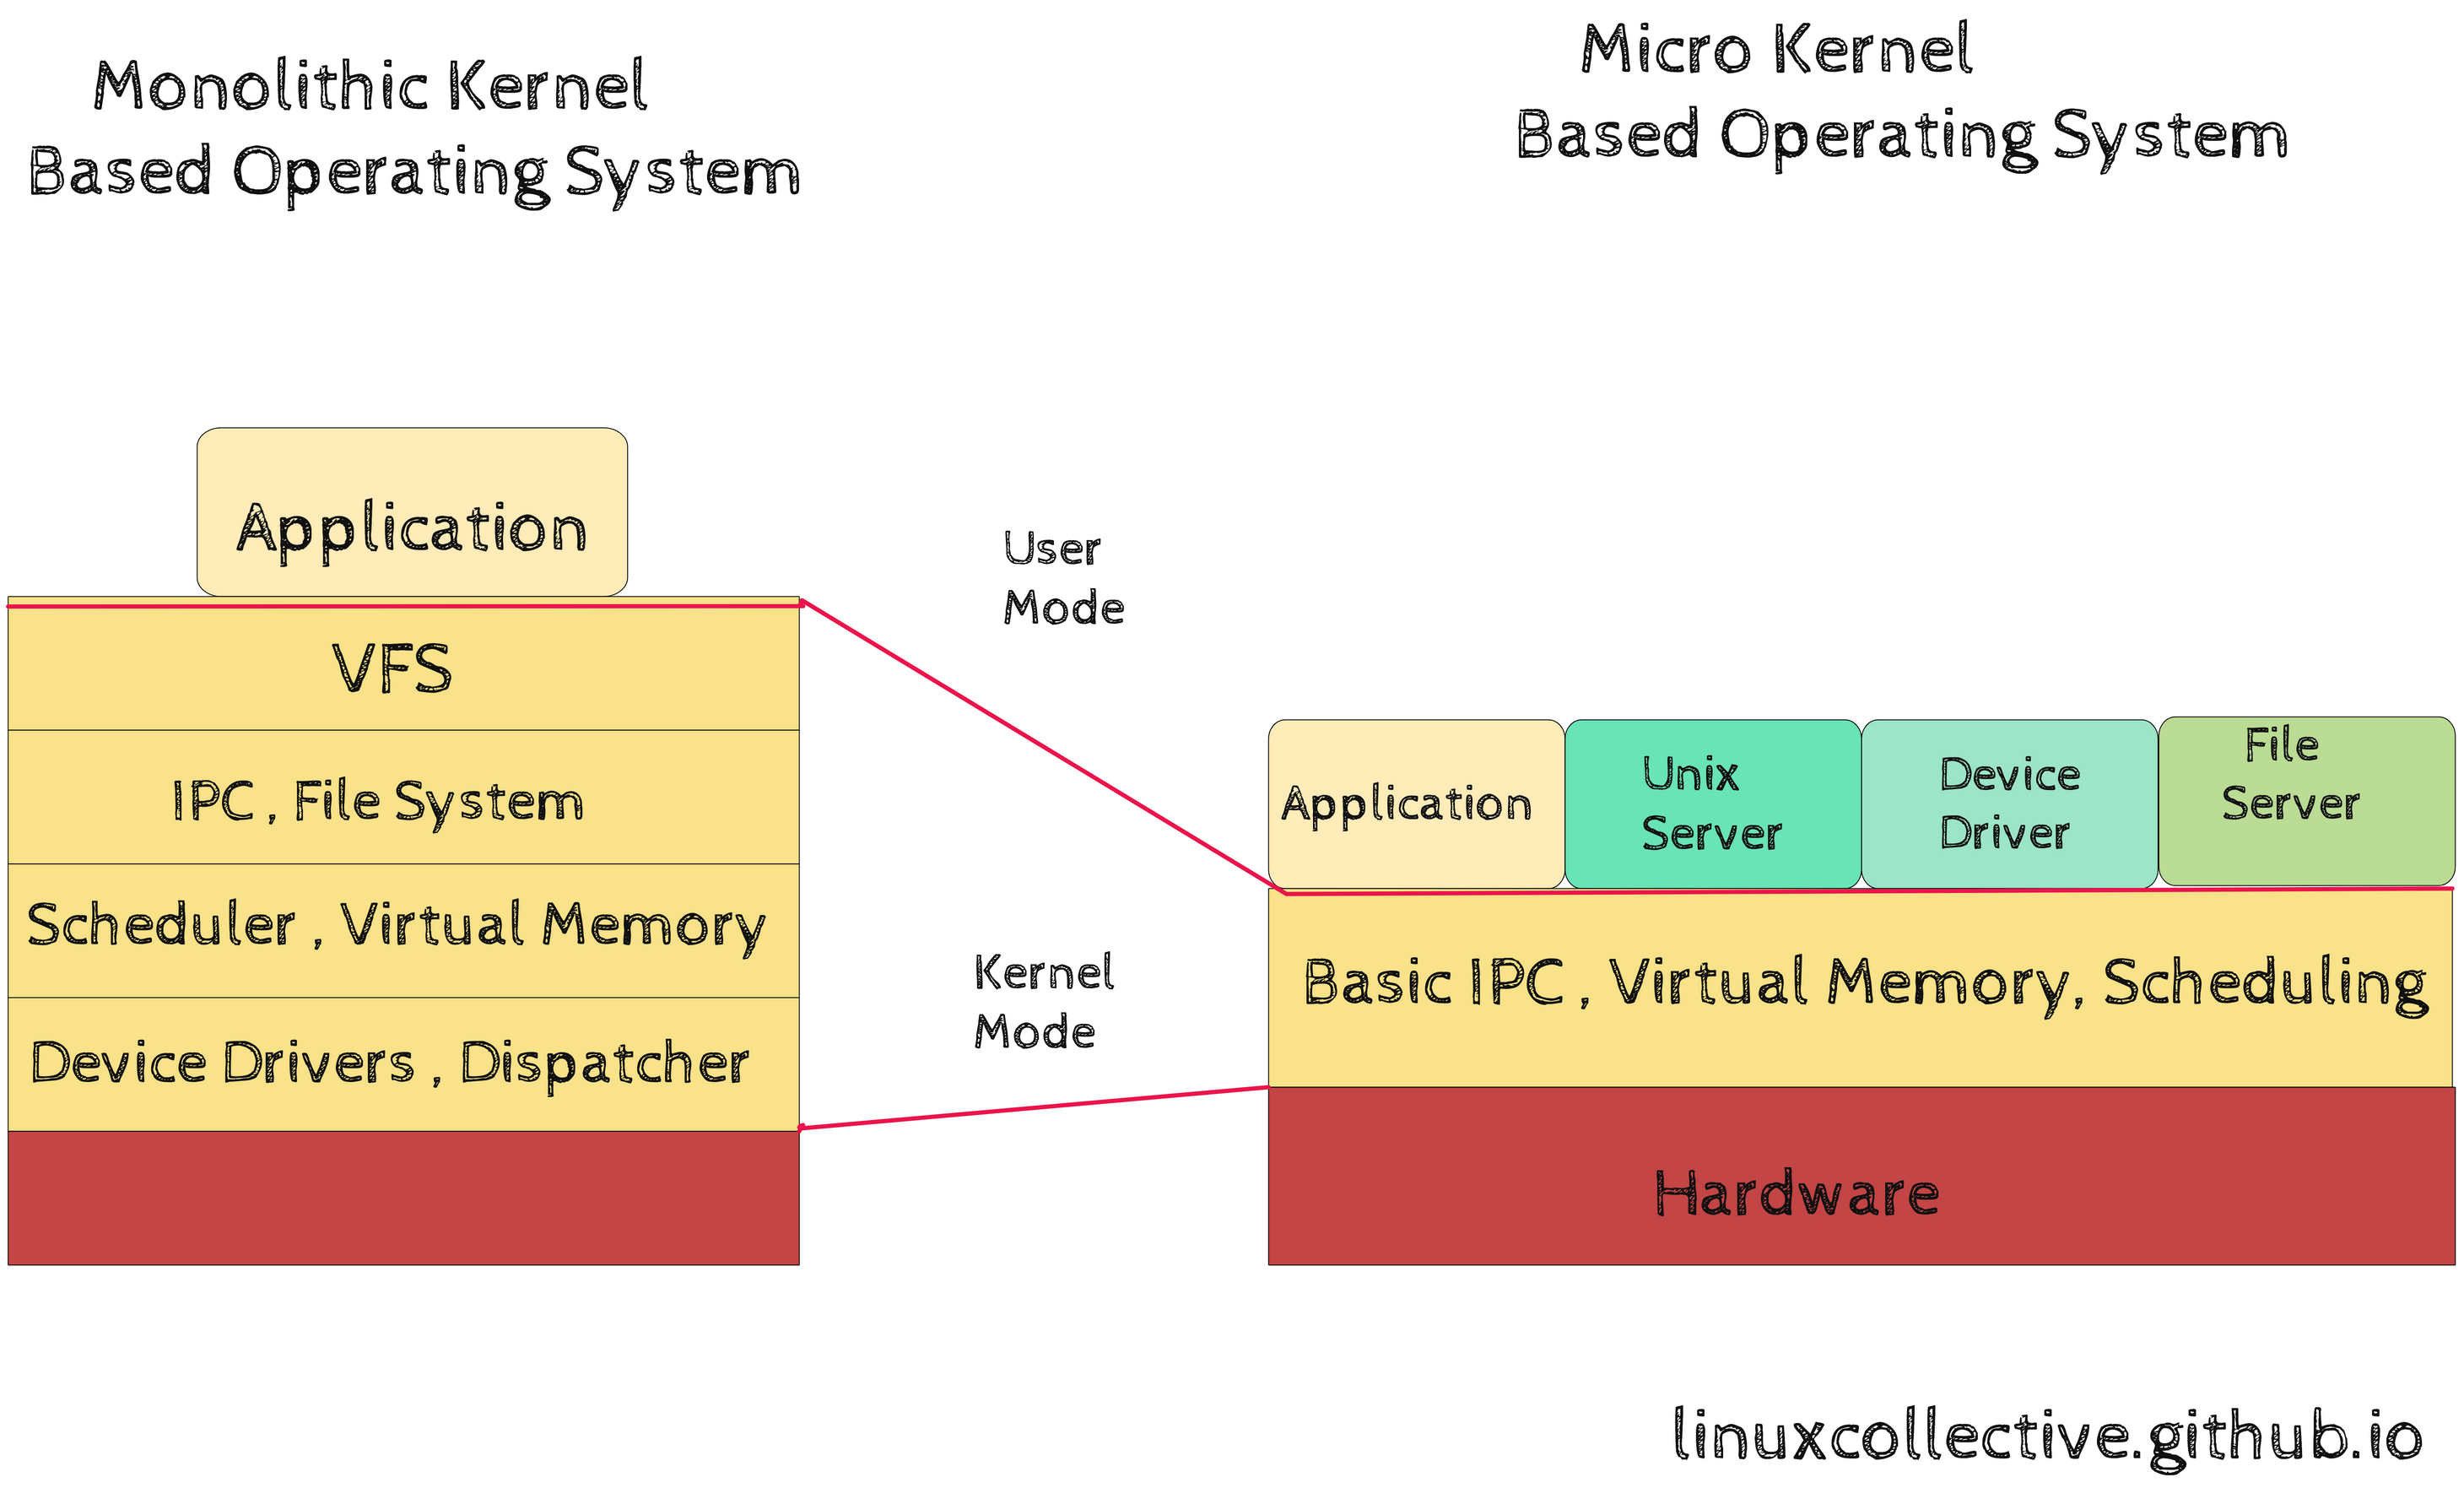 Monolithic Kernel
Based Operating System
Micro Kernel
Based Operating System
Application
VFS
IPC , File System
Scheduler , Virtual Memory
Device Drivers , Dispatcher
User
Mode
Kernel
Mode
Application
Unix
Server
Device
Driver
File
Server
Basic IPC , Virtual Memory, Scheduling
Hardware
linuxcollective.github.io